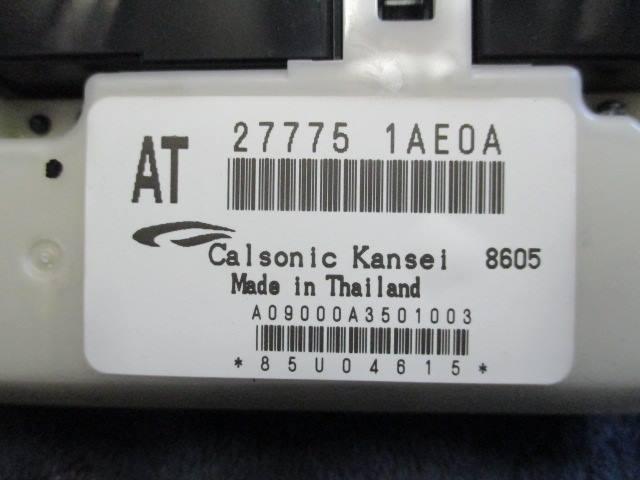 AT 27775 1AE0A
Calsonic Kansei 8605
Made in Thailand
A09000A3501003
*85U04615*